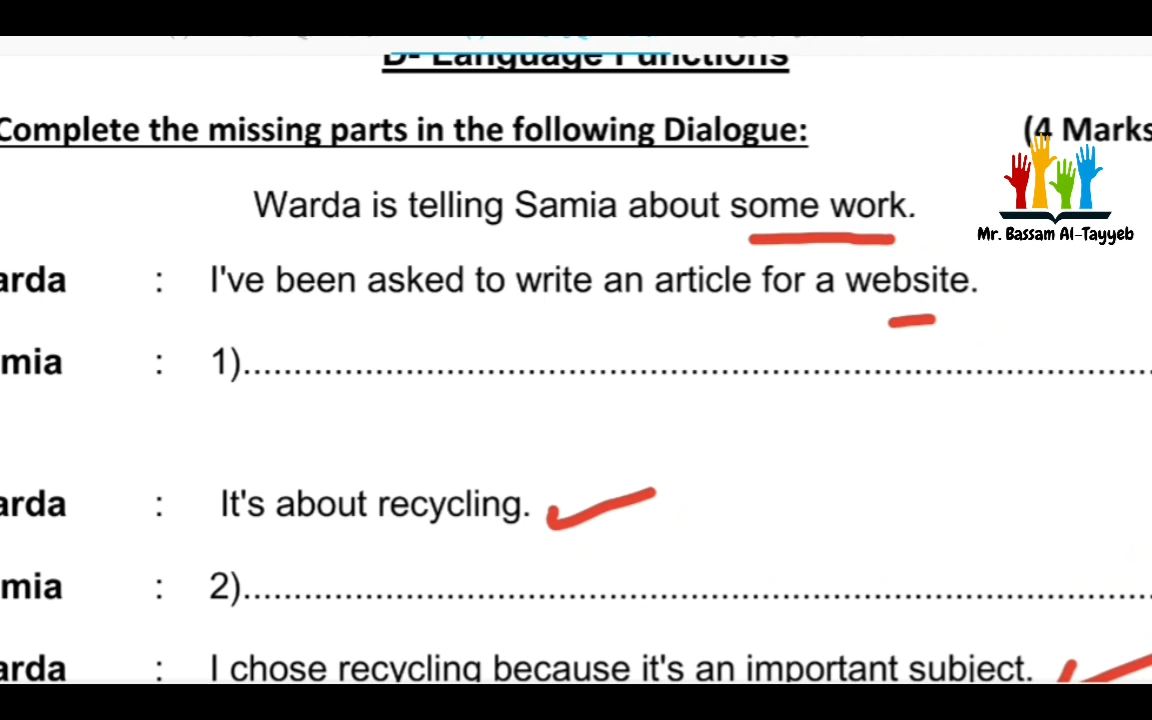 D- Language Functions
Complete the missing parts in the following Dialogue: (4 Marks
Mr. Bassam Al-Tayyeb
Warda is telling Samia about some work.
arda : I've been asked to write an article for a website.
mia : 1)....................................................................................
arda : It's about recycling.
mia : 2)....................................................................................
arda : I chose recycling because it's an important subject.